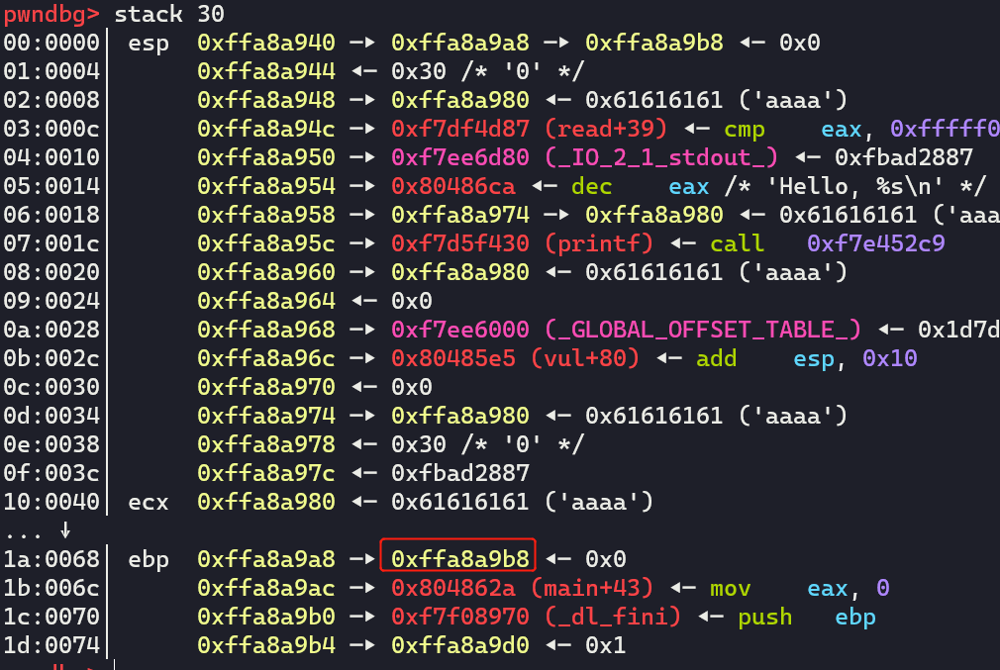 pwndbg> stack 30
00:0000│ esp 0xffa8a940 —▸ 0xffa8a9a8 —▸ 0xffa8a9b8 ◂— 0x0
01:0004│ 0xffa8a944 ◂— 0x30 /* '0' */
02:0008│ 0xffa8a948 —▸ 0xffa8a980 ◂— 0x61616161 ('aaaa')
03:000c│ 0xffa8a94c —▸ 0xf7df4d87 (read+39) ◂— cmp eax, 0xfffff0
04:0010│ 0xffa8a950 —▸ 0xf7ee6d80 (_IO_2_1_stdout_) ◂— 0xfbad2887
05:0014│ 0xffa8a954 —▸ 0x80486ca ◂— dec eax /* 'Hello, %s\n' */
06:0018│ 0xffa8a958 —▸ 0xffa8a974 —▸ 0xffa8a980 ◂— 0x61616161 ('aaa
07:001c│ 0xffa8a95c —▸ 0xf7d5f430 (printf) ◂— call 0xf7e452c9
08:0020│ 0xffa8a960 —▸ 0xffa8a980 ◂— 0x61616161 ('aaaa')
09:0024│ 0xffa8a964 ◂— 0x0
0a:0028│ 0xffa8a968 —▸ 0xf7ee6000 (_GLOBAL_OFFSET_TABLE_) ◂— 0x1d7d
0b:002c│ 0xffa8a96c —▸ 0x80485e5 (vul+80) ◂— add esp, 0x10
0c:0030│ 0xffa8a970 ◂— 0x0
0d:0034│ 0xffa8a974 —▸ 0xffa8a980 ◂— 0x61616161 ('aaaa')
0e:0038│ 0xffa8a978 ◂— 0x30 /* '0' */
0f:003c│ 0xffa8a97c ◂— 0xfbad2887
10:0040│ ecx 0xffa8a980 ◂— 0x61616161 ('aaaa')
... ↓
1a:0068│ ebp 0xffa8a9a8 —▸ 0xffa8a9b8 ◂— 0x0
1b:006c│ 0xffa8a9ac —▸ 0x804862a (main+43) ◂— mov eax, 0
1c:0070│ 0xffa8a9b0 —▸ 0xf7f08970 (_dl_fini) ◂— push ebp
1d:0074│ 0xffa8a9b4 —▸ 0xffa8a9d0 ◂— 0x1